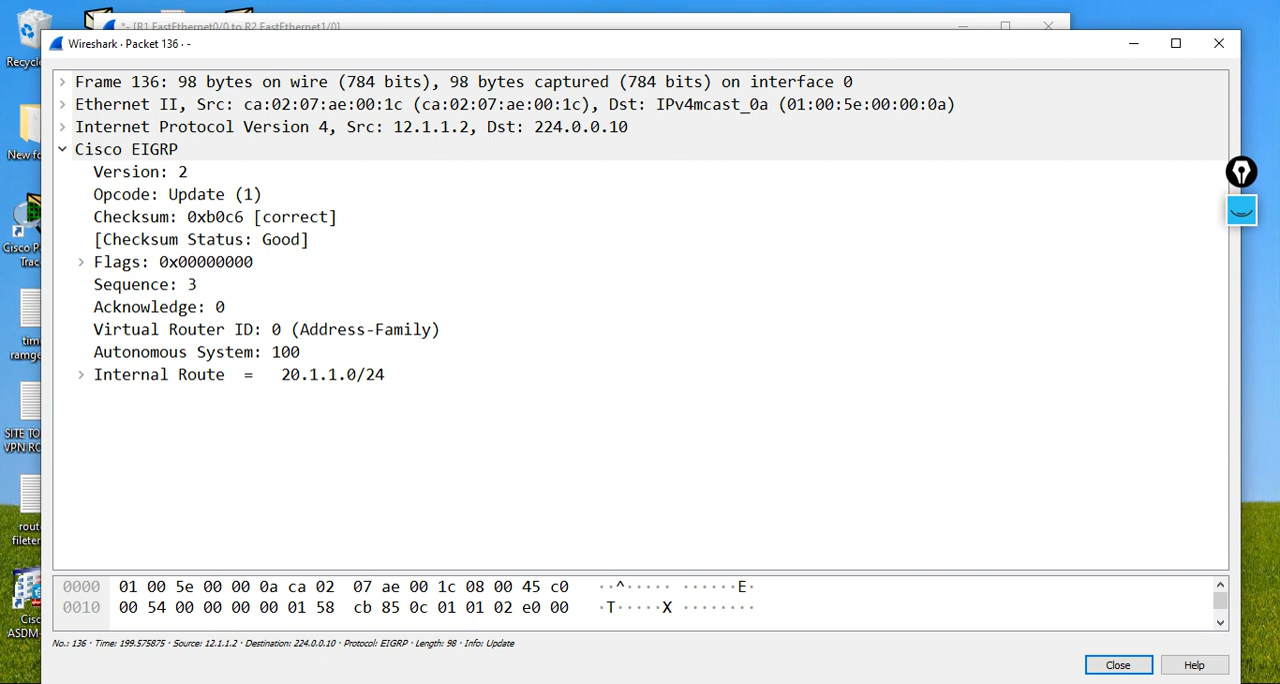 *- [R1 FastEthernet0/0 to R2 FastEthernet1/0]
Wireshark · Packet 136 · -
Frame 136: 98 bytes on wire (784 bits), 98 bytes captured (784 bits) on interface 0
Ethernet II, Src: ca:02:07:ae:00:1c (ca:02:07:ae:00:1c), Dst: IPv4mcast_0a (01:00:5e:00:00:0a)
Internet Protocol Version 4, Src: 12.1.1.2, Dst: 224.0.0.10
Cisco EIGRP
Version: 2
Opcode: Update (1)
Checksum: 0xb0c6 [correct]
[Checksum Status: Good]
Flags: 0x00000000
Sequence: 3
Acknowledge: 0
Virtual Router ID: 0 (Address-Family)
Autonomous System: 100
Internal Route = 20.1.1.0/24
0000 01 00 5e 00 00 0a ca 02 07 ae 00 1c 08 00 45 c0 ··^····· ······E·
0010 00 54 00 00 00 00 01 58 cb 85 0c 01 01 02 e0 00 ·T·····X ········
No.: 136 · Time: 199.575875 · Source: 12.1.1.2 · Destination: 224.0.0.10 · Protocol: EIGRP · Length: 98 · Info: Update
Close
Help
Recyc
New fo
Cisco P
Trac
tim
ramge
SITE TO
VPN RO
rout
fileter
Cisc
ASDM-